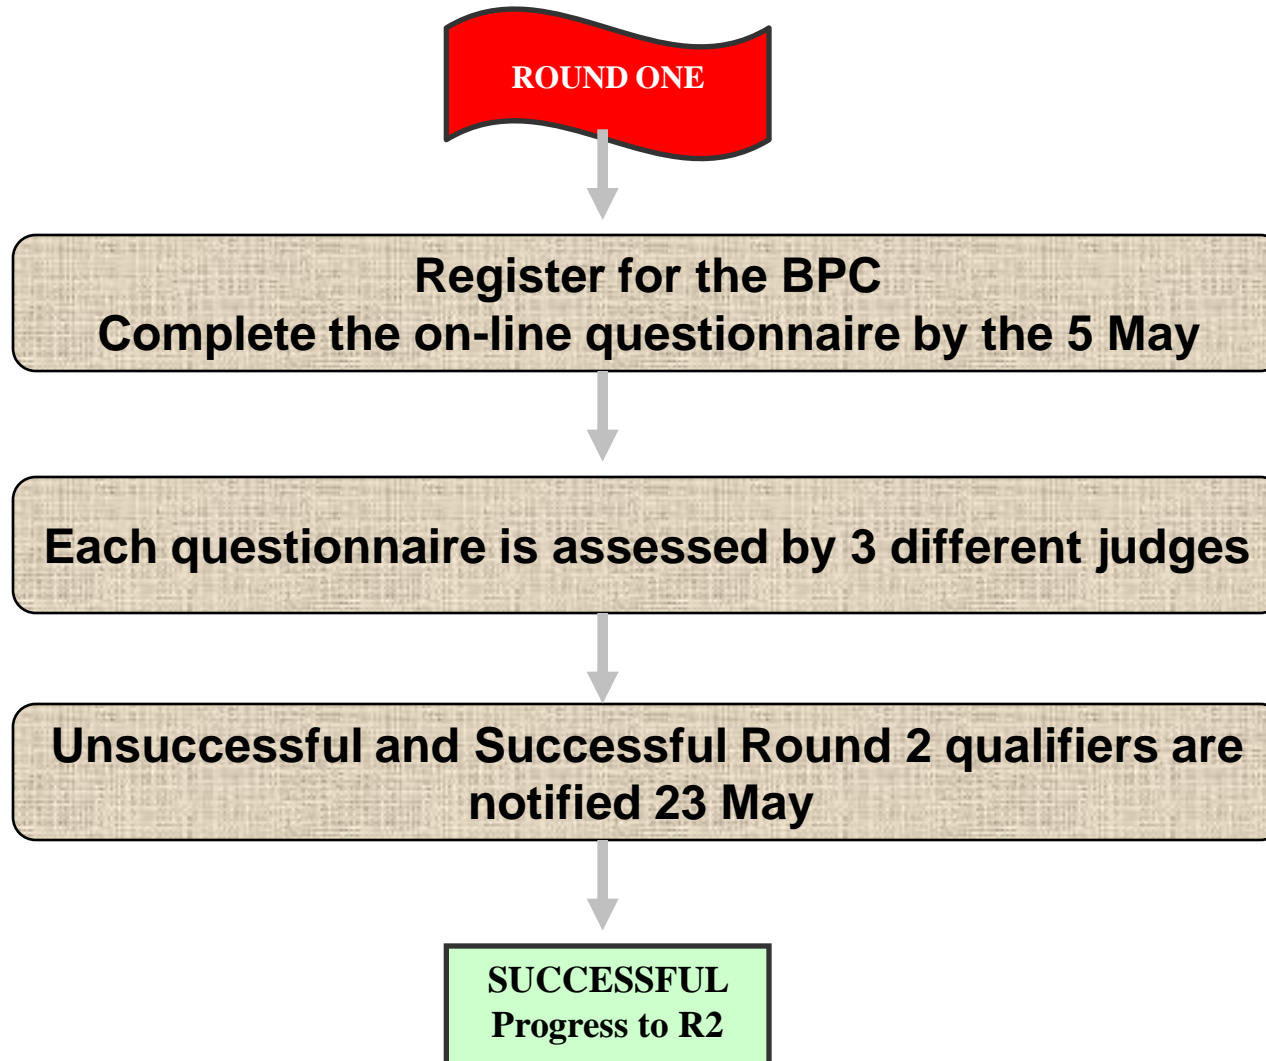 ROUND ONE
Register for the BPC
Complete the on-line questionnaire by the 5 May
Each questionnaire is assessed by 3 different judges
Unsuccessful and Successful Round 2 qualifiers are
notified 23 May
SUCCESSFUL
Progress to R2